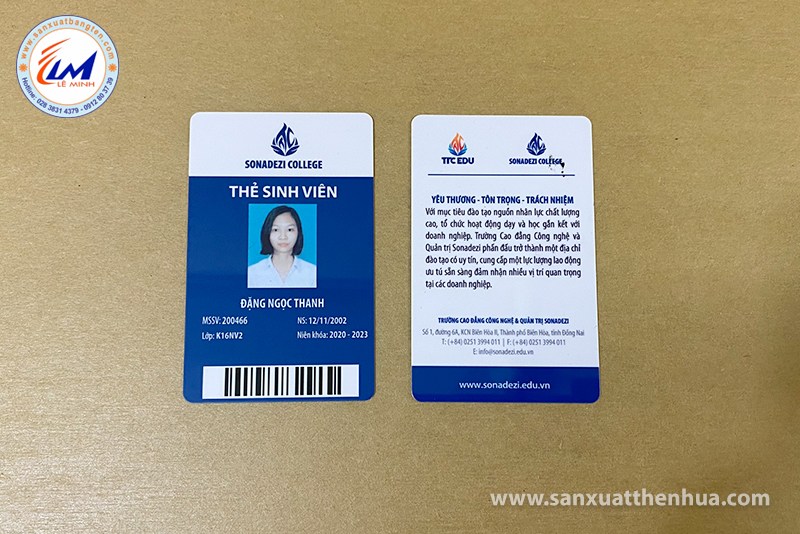 www.sanxuatbangten.com
LM
LÊ MINH
Hotline: 028 3831 4379 - 0912 80 37 39
SONADEZI COLLEGE
THẺ SINH VIÊN
ĐẶNG NGỌC THANH
MSSV: 200466
NS: 12/11/2002
Lớp: K16NV2
Niên khóa: 2020 - 2023
TTC EDU
SONADEZI COLLEGE
YÊU THƯƠNG - TÔN TRỌNG - TRÁCH NHIỆM
Với mục tiêu đào tạo nguồn nhân lực chất lượng
cao, tổ chức hoạt động dạy và học gắn kết với
doanh nghiệp. Trường Cao đẳng Công nghệ và
Quản trị Sonadezi phấn đấu trở thành một địa chỉ
đào tạo có uy tín, cung cấp một lực lượng lao động
ưu tú sẵn sàng đảm nhận nhiều vị trí quan trọng
tại các doanh nghiệp.
TRƯỜNG CAO ĐẲNG CÔNG NGHỆ & QUẢN TRỊ SONADEZI
Số 1, đường 6A, KCN Biên Hòa II, Thành phố Biên Hòa, tỉnh Đồng Nai
T: (+84) 0251 3994 011 | F: (+84) 0251 3994 011
E: info@sonadezi.edu.vn
www.sonadezi.edu.vn
www.sanxuatthenhua.com